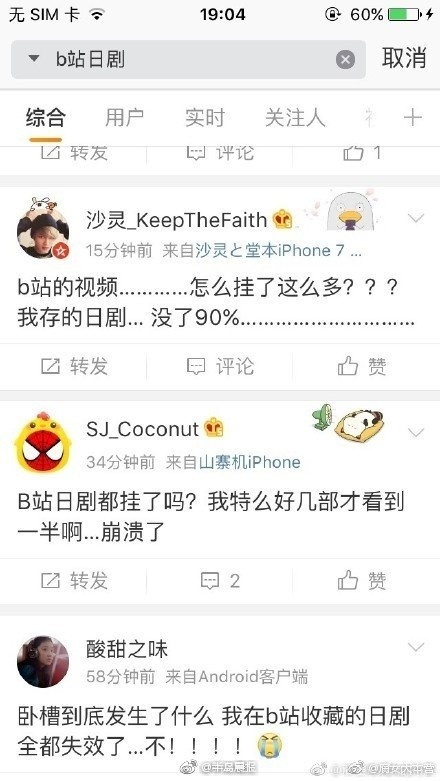 无 SIM 卡 19:04 60%
b站日剧 取消
综合 用户 实时 关注人
转发 评论 1
沙灵_KeepTheFaith
15分钟前 来自沙灵と堂本iPhone 7 ...
b站的视频…………怎么挂了这么多？？？
我存的日剧... 没了90%………………………
转发 评论 赞
SJ_Coconut
34分钟前 来自山寨机iPhone
B站日剧都挂了吗？我特么好几部才看到
一半啊...崩溃了
转发 2 赞
酸甜之味
58分钟前 来自Android客户端
卧槽到底发生了什么 我在b站收藏的日剧
全都失效了...不！！！！